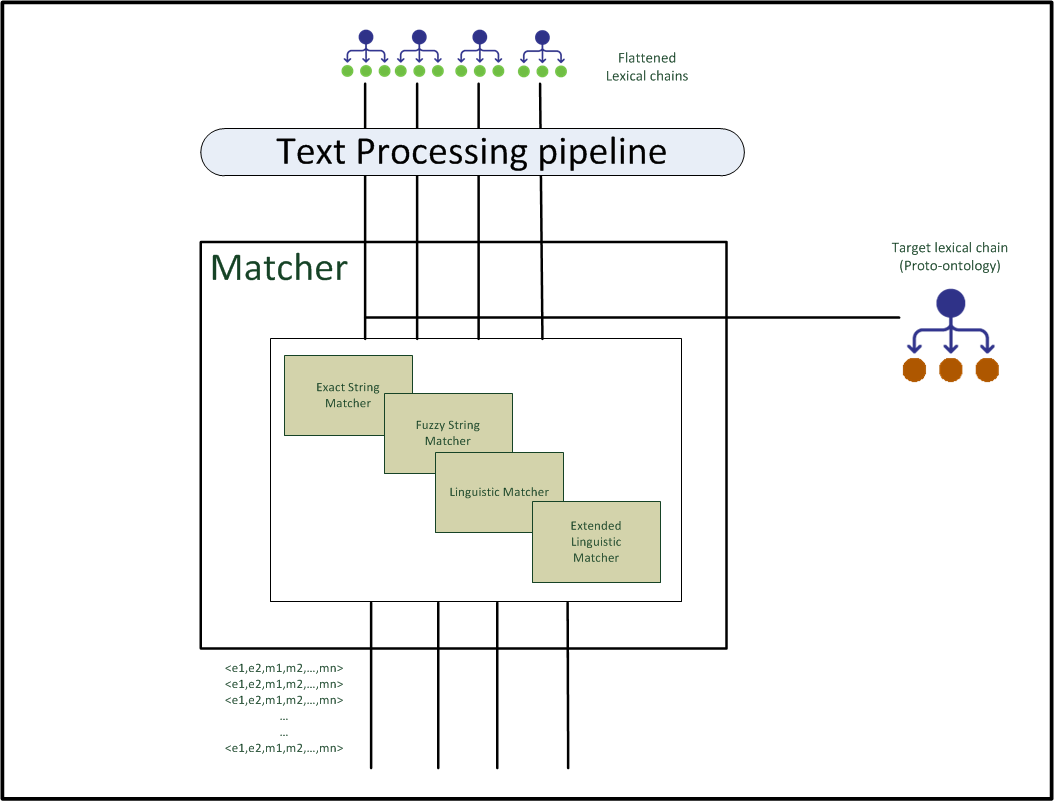 Flattened
Lexical chains
Text Processing pipeline
Target lexical chain
(Proto-ontology)
Matcher
Exact String
Matcher
Fuzzy String
Matcher
Linguistic Matcher
Extended
Linguistic
Matcher
<e1,e2,m1,m2,...,mn>
<e1,e2,m1,m2,...,mn>
<e1,e2,m1,m2,...,mn>
...
...
<e1,e2,m1,m2,...,mn>